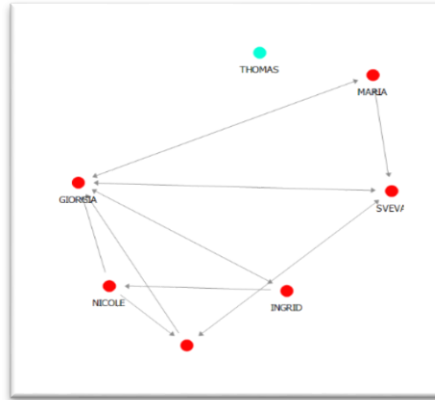 THOMAS
MARIA
GIORGIA
SVEVA
NICOLE
INGRID